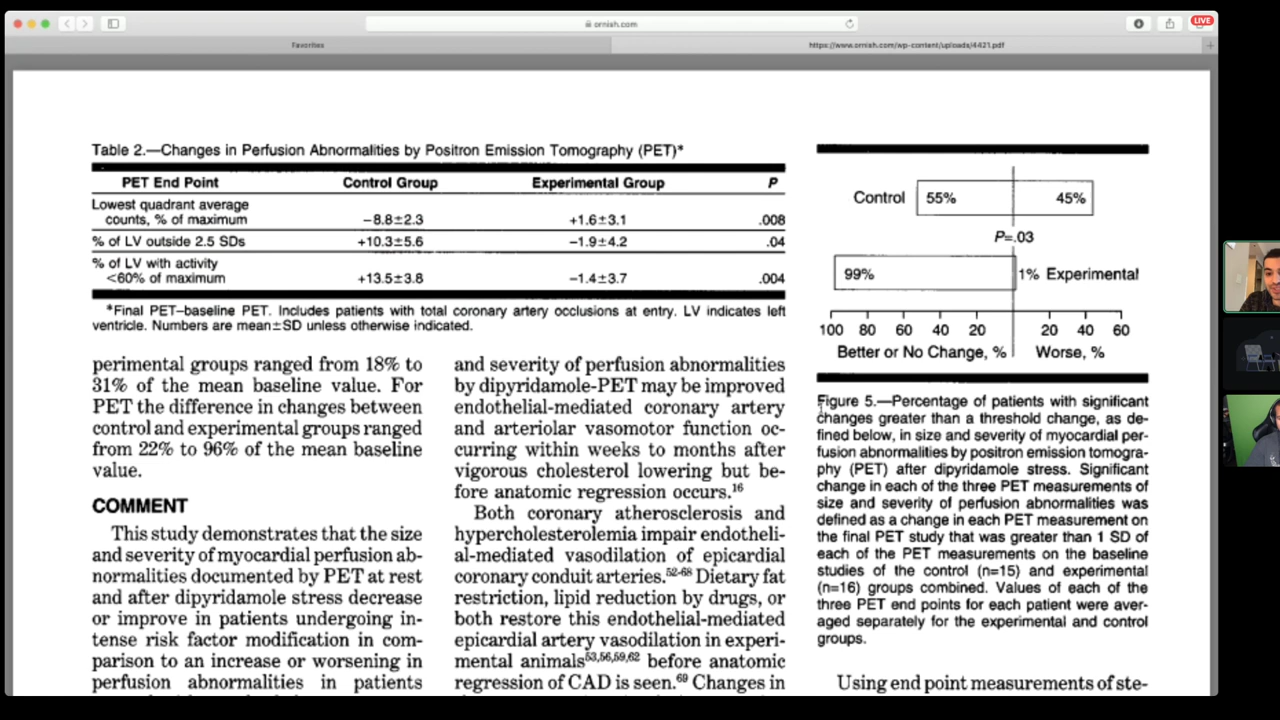 ornish.com
LIVE
Favorites
https://www.ornish.com/wp-content/uploads/4421.pdf
Table 2.—Changes in Perfusion Abnormalities by Positron Emission Tomography (PET)*
PET End Point Control Group Experimental Group P
Lowest quadrant average
counts, % of maximum −8.8±2.3 +1.6±3.1 .008
% of LV outside 2.5 SDs +10.3±5.6 −1.9±4.2 .04
% of LV with activity
<60% of maximum +13.5±3.8 −1.4±3.7 .004
*Final PET–baseline PET. Includes patients with total coronary artery occlusions at entry. LV indicates left
ventricle. Numbers are mean±SD unless otherwise indicated.
perimental groups ranged from 18% to
31% of the mean baseline value. For
PET the difference in changes between
control and experimental groups ranged
from 22% to 96% of the mean baseline
value.
COMMENT
This study demonstrates that the size
and severity of myocardial perfusion ab-
normalities documented by PET at rest
and after dipyridamole stress decrease
or improve in patients undergoing in-
tense risk factor modification in com-
parison to an increase or worsening in
perfusion abnormalities in patients
and severity of perfusion abnormalities
by dipyridamole-PET may be improved
endothelial-mediated coronary artery
and arteriolar vasomotor function oc-
curring within weeks to months after
vigorous cholesterol lowering but be-
fore anatomic regression occurs.16
Both coronary atherosclerosis and
hypercholesterolemia impair endotheli-
al-mediated vasodilation of epicardial
coronary conduit arteries.52-68 Dietary fat
restriction, lipid reduction by drugs, or
both restore this endothelial-mediated
epicardial artery vasodilation in experi-
mental animals53,56,59,62 before anatomic
regression of CAD is seen.69 Changes in
Control 55% 45%
P=.03
99% 1% Experimental
100 80 60 40 20 20 40 60
Better or No Change, % Worse, %
Figure 5.—Percentage of patients with significant
changes greater than a threshold change, as de-
fined below, in size and severity of myocardial per-
fusion abnormalities by positron emission tomogra-
phy (PET) after dipyridamole stress. Significant
change in each of the three PET measurements of
size and severity of perfusion abnormalities was
defined as a change in each PET measurement on
the final PET study that was greater than 1 SD of
each of the PET measurements on the baseline
studies of the control (n=15) and experimental
(n=16) groups combined. Values of each of the
three PET end points for each patient were aver-
aged separately for the experimental and control
groups.
Using end point measurements of ste-